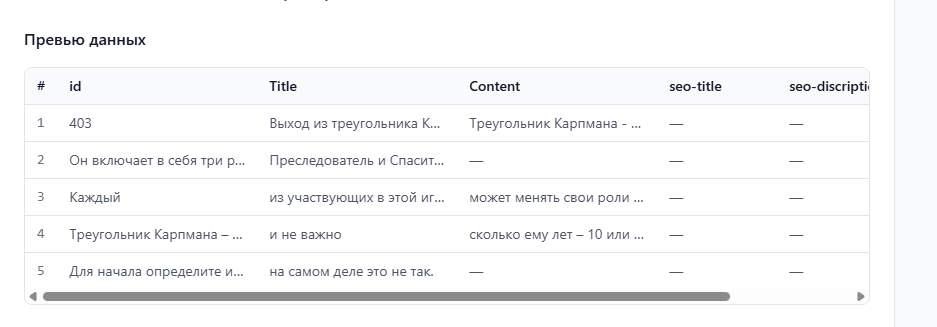 Превью данных
# id Title Content seo-title seo-discripti
1 403 Выход из треугольника К... Треугольник Карпмана - ... — —
2 Он включает в себя три р... Преследователь и Спасит... — — —
3 Каждый из участвующих в этой иг... может менять свои роли ... — —
4 Треугольник Карпмана – ... и не важно сколько ему лет – 10 или ... — —
5 Для начала определите и... на самом деле это не так. — — —